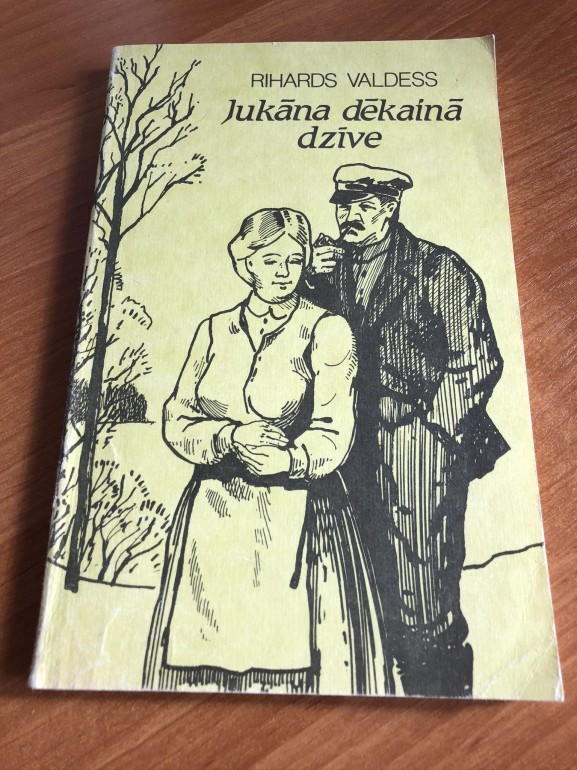 RIHARDS VALDESS
Jukāna dēkainā
dzīve